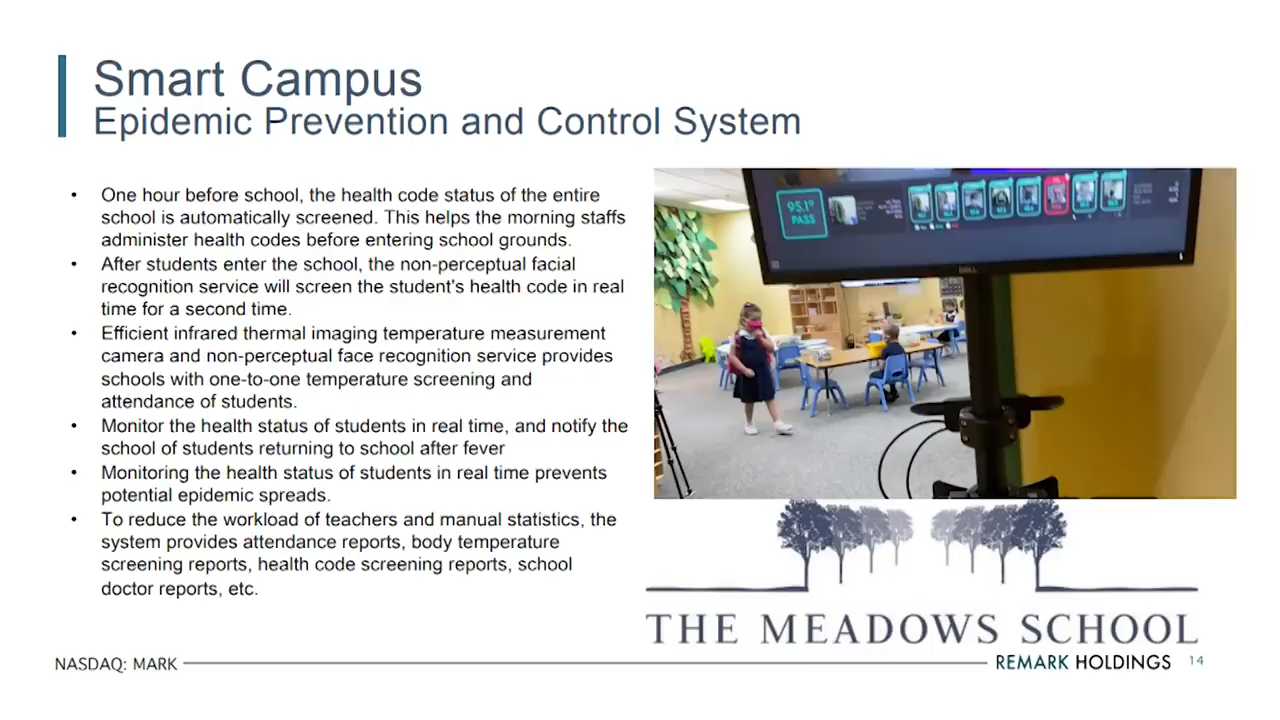 Smart Campus
Epidemic Prevention and Control System
• One hour before school, the health code status of the entire
school is automatically screened. This helps the morning staffs
administer health codes before entering school grounds.
• After students enter the school, the non-perceptual facial
recognition service will screen the student's health code in real
time for a second time.
• Efficient infrared thermal imaging temperature measurement
camera and non-perceptual face recognition service provides
schools with one-to-one temperature screening and
attendance of students.
• Monitor the health status of students in real time, and notify the
school of students returning to school after fever
• Monitoring the health status of students in real time prevents
potential epidemic spreads.
• To reduce the workload of teachers and manual statistics, the
system provides attendance reports, body temperature
screening reports, health code screening reports, school
doctor reports, etc.
95.1°
PASS
DELL
THE MEADOWS SCHOOL
NASDAQ: MARK
REMARK HOLDINGS
14